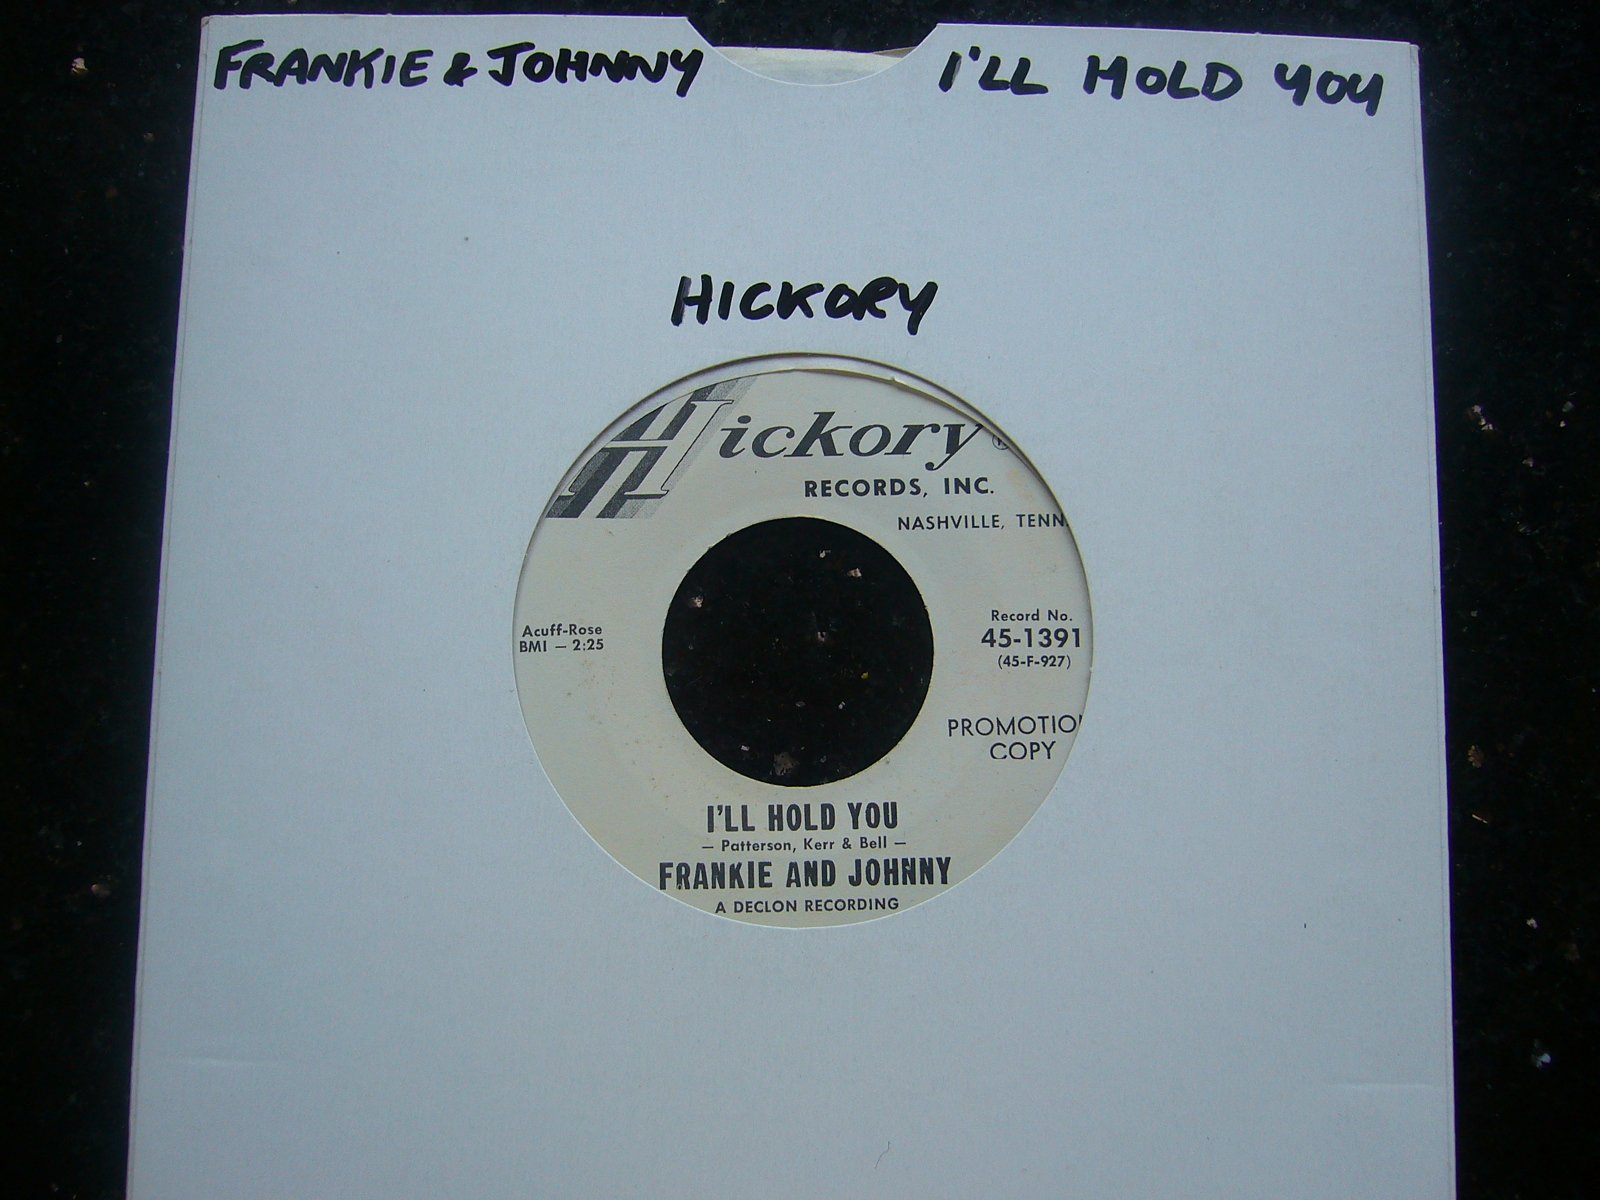 FRANKIE & JOHNNY I'LL HOLD YOU
HICKORY
Hickory ®
RECORDS, INC.
NASHVILLE, TENN.
Acuff-Rose
BMI — 2:25
Record No.
45-1391
(45-F-927)
PROMOTIO
COPY
I'LL HOLD YOU
— Patterson, Kerr & Bell —
FRANKIE AND JOHNNY
A DECLON RECORDING